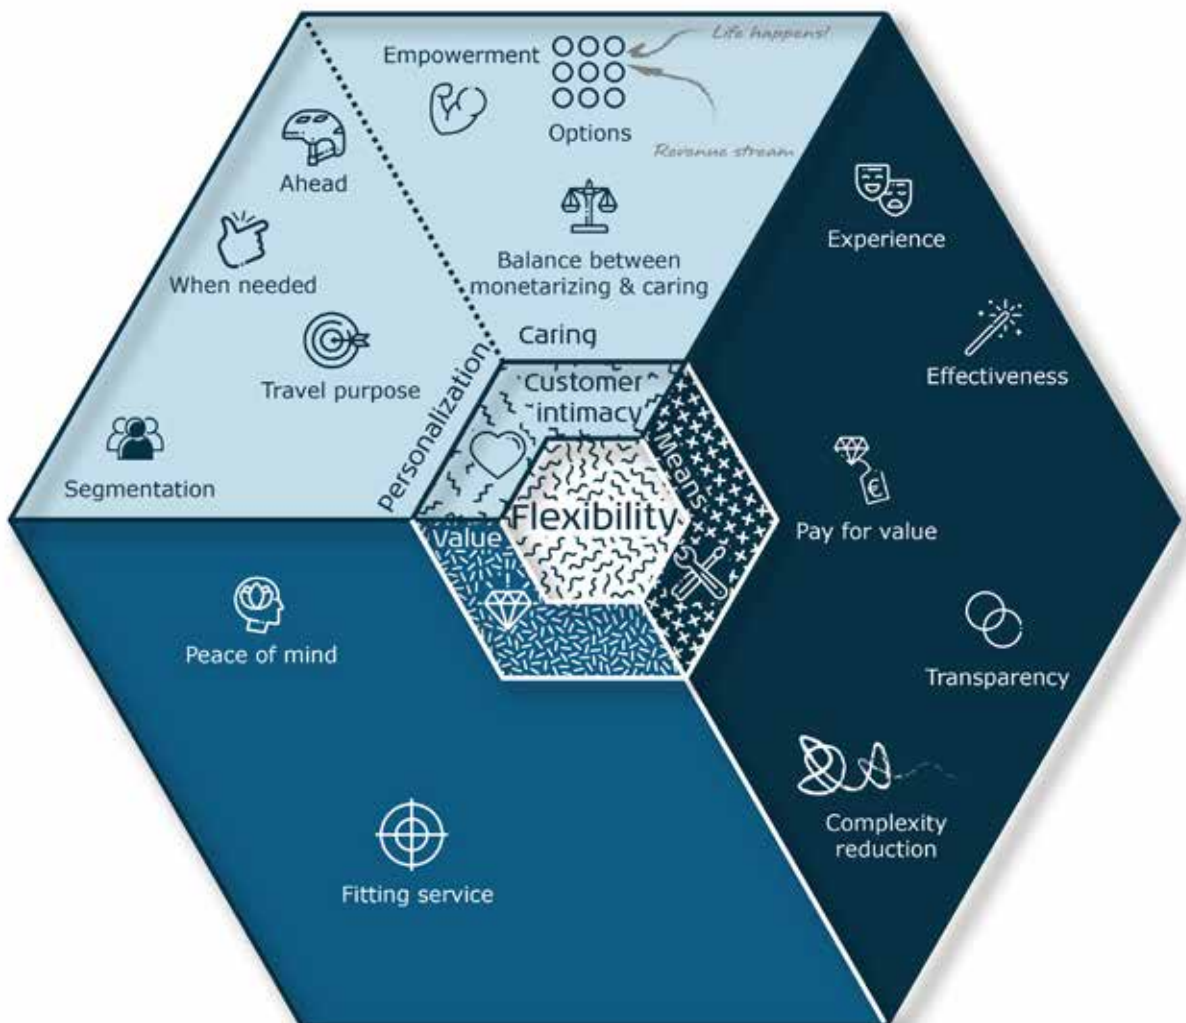 Life happens!
Empowerment
Options
Revenue stream
Ahead
When needed
Travel purpose
Segmentation
Balance between
monetarizing & caring
Caring
Personalization
Customer
intimacy
Experience
Effectiveness
Means
Flexibility
Value
€
Pay for value
Peace of mind
Transparency
Complexity
reduction
Fitting service